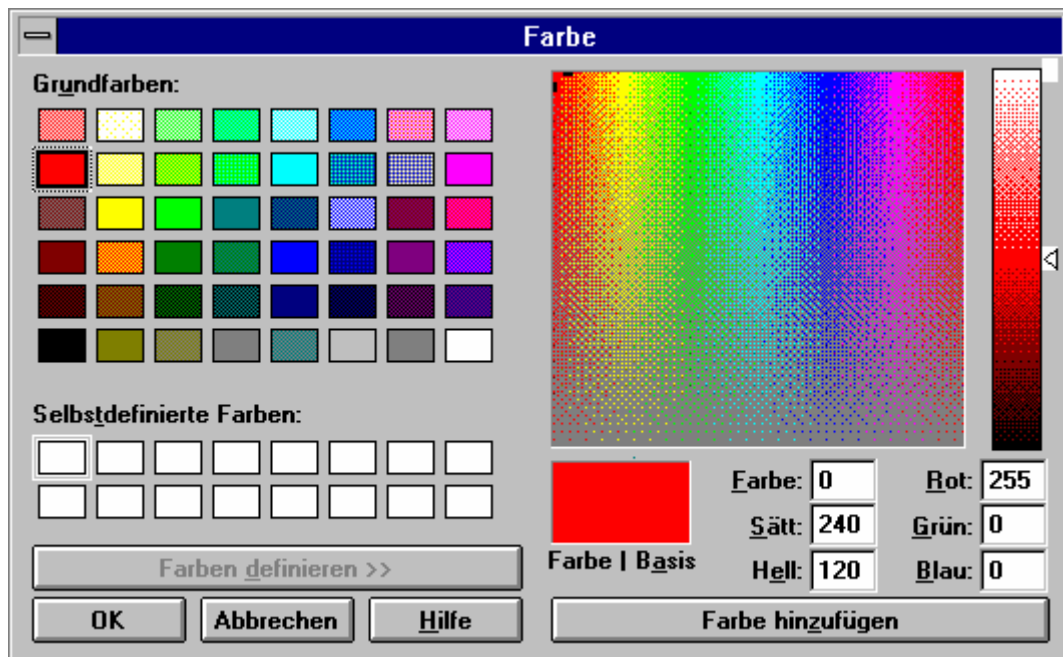 Farbe
Grundfarben:
Selbstdefinierte Farben:
Farben definieren >>
OK Abbrechen Hilfe
Farbe | Basis
Farbe: 0 Rot: 255
Sätt: 240 Grün: 0
Hell: 120 Blau: 0
Farbe hinzufügen